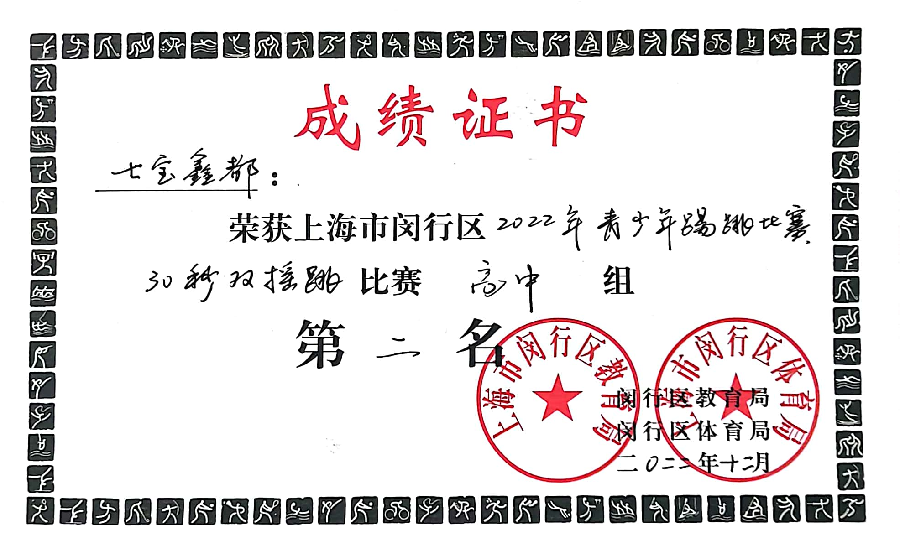 成绩证书
七宝鑫都：
荣获上海市闵行区2022年青少年踢跳比赛
30秒双摇跳比赛 高中 组
第二名
上海市闵行区教育局
上海市闵行区体育局
闵行区教育局
闵行区体育局
二〇二二年十二月